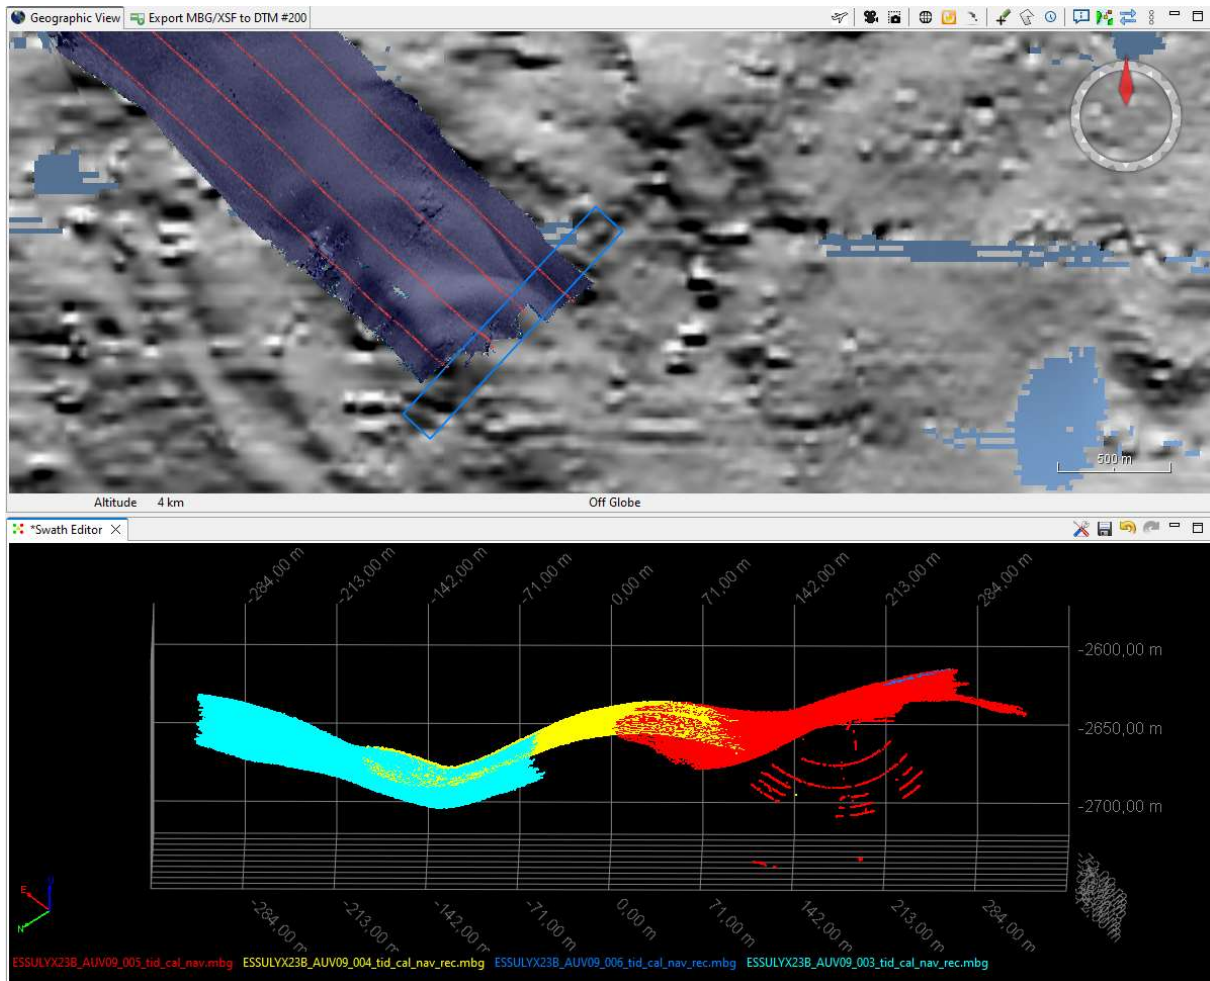 Geographic View Export MBG/XSF to DTM #200
500 m
Altitude 4 km Off Globe
*Swath Editor
-284,00 m -213,00 m -142,00 m -71,00 m 0,00 m 71,00 m 142,00 m 213,00 m 284,00 m
-2600,00 m
-2650,00 m
-2700,00 m
E
N
-284,00 m -213,00 m -142,00 m -71,00 m 0,00 m 71,00 m 142,00 m 213,00 m 284,00 m
ESSULYX23B_AUV09_005_tid_cal_nav.mbg ESSULYX23B_AUV09_004_tid_cal_nav_rec.mbg ESSULYX23B_AUV09_006_tid_cal_nav_rec.mbg ESSULYX23B_AUV09_003_tid_cal_nav_rec.mbg